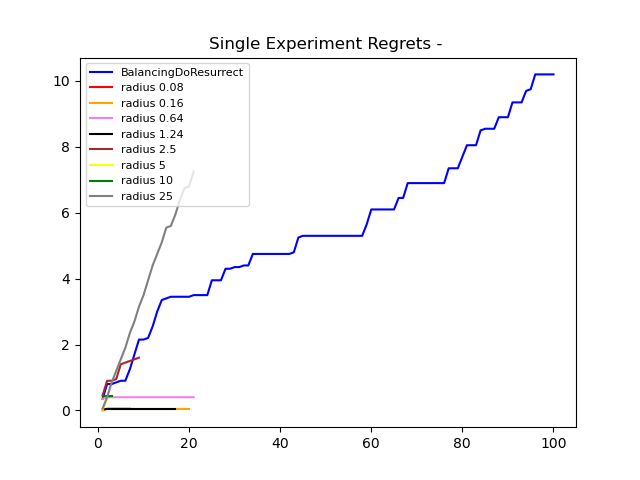 Single Experiment Regrets -
BalancingDoResurrect
radius 0.08
radius 0.16
radius 0.64
radius 1.24
radius 2.5
radius 5
radius 10
radius 25
10
8
6
4
2
0
0 20 40 60 80 100